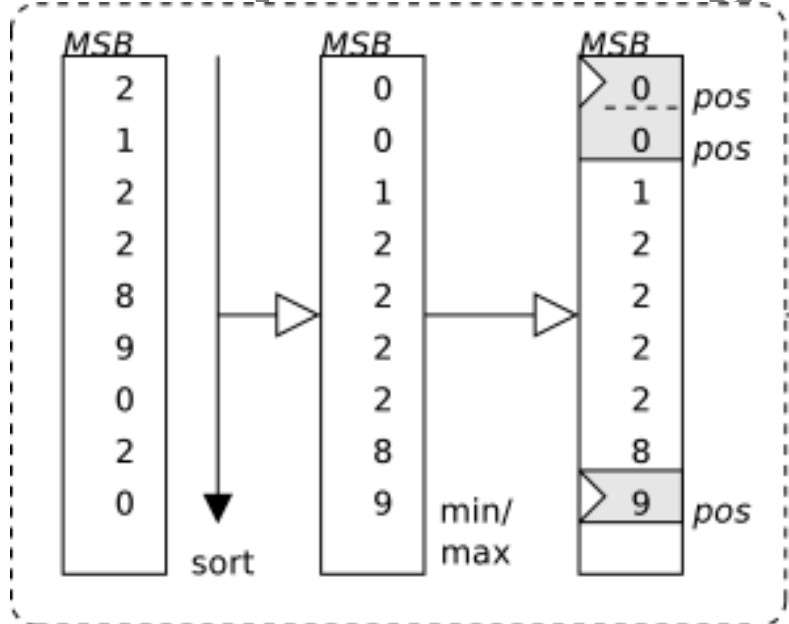 MSB MSB MSB
2 0 0 pos
1 0 0 pos
2 1 1
2 2 2
8 2 2
9 2 2
0 2 2
2 8 8
0 9 min/ 9 pos
sort max